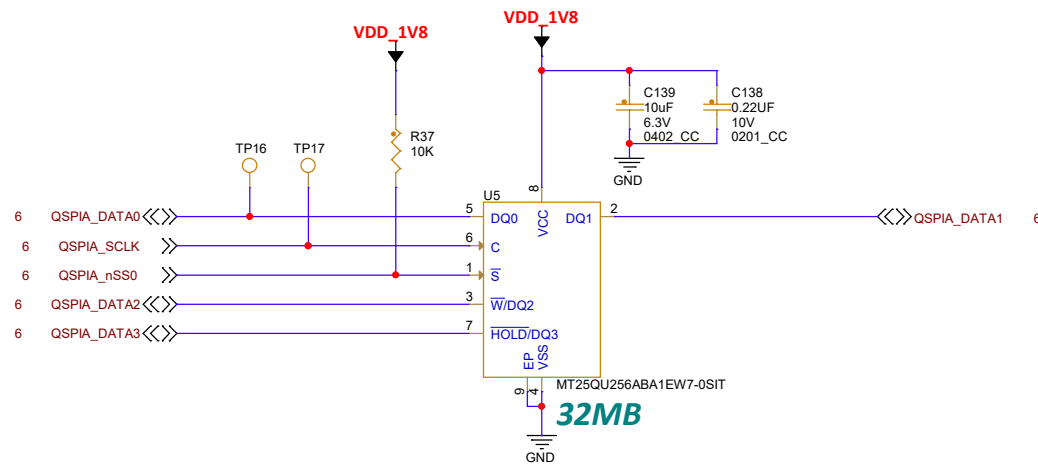 VDD_1V8
VDD_1V8
C139
10uF
6.3V
0402_CC
C138
0.22UF
10V
0201_CC
GND
R37
10K
TP16
TP17
U5
8
VCC
6 QSPIA_DATA0 5 DQ0
DQ1 2 QSPIA_DATA1 6
6 QSPIA_SCLK 6 C
6 QSPIA_nSS0 1 S
6 QSPIA_DATA2 3 W/DQ2
6 QSPIA_DATA3 7 HOLD/DQ3
EP
VSS
9
4
MT25QU256ABA1EW7-0SIT
32MB
GND